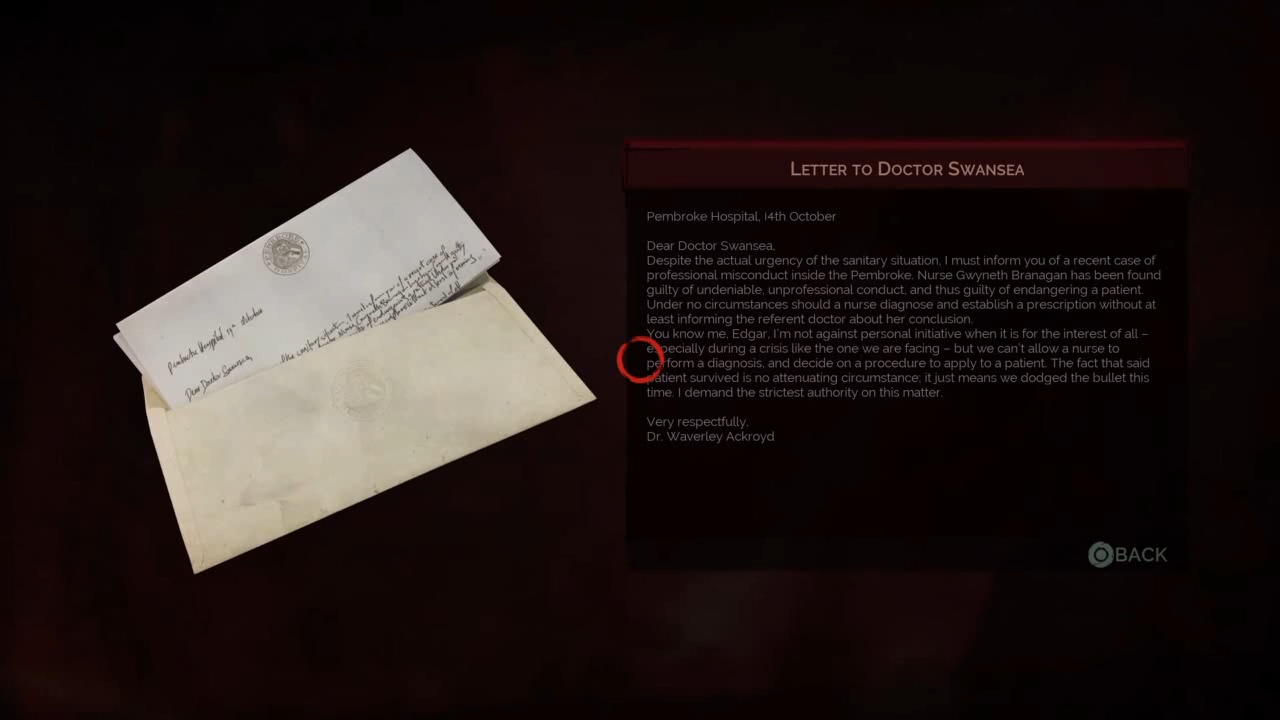 LETTER TO DOCTOR SWANSEA
Pembroke Hospital, 14th October
Dear Doctor Swansea,
Despite the actual urgency of the sanitary situation, I must inform you of a recent case of
professional misconduct inside the Pembroke. Nurse Gwyneth Branagan has been found
guilty of undeniable, unprofessional conduct, and thus guilty of endangering a patient.
Under no circumstances should a nurse diagnose and establish a prescription without at
least informing the referent doctor about her conclusion.
You know me, Edgar, I'm not against personal initiative when it is for the interest of all –
especially during a crisis like the one we are facing – but we can't allow a nurse to
perform a diagnosis, and decide on a procedure to apply to a patient. The fact that said
patient survived is no attenuating circumstance; it just means we dodged the bullet this
time. I demand the strictest authority on this matter.
Very respectfully,
Dr. Waverley Ackroyd
BACK
Pembroke Hospital 14th October
Dear Doctor Swansea,